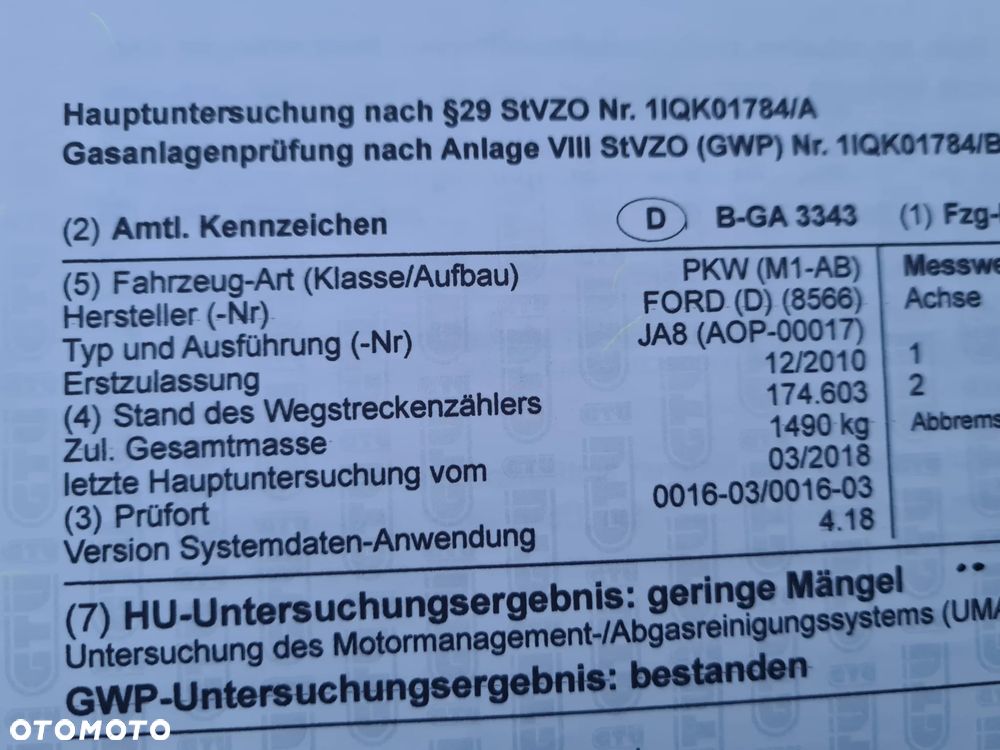 Hauptuntersuchung nach §29 StVZO Nr. 1IQK01784/A
Gasanlagenprüfung nach Anlage VIII StVZO (GWP) Nr. 1IQK01784/B
(2) Amtl. Kennzeichen D B-GA 3343 (1) Fzg-
(5) Fahrzeug-Art (Klasse/Aufbau) PKW (M1-AB) Messwe
Hersteller (-Nr) FORD (D) (8566) Achse
Typ und Ausführung (-Nr) JA8 (AOP-00017)
Erstzulassung 12/2010 1
(4) Stand des Wegstreckenzählers 174.603 2
Zul. Gesamtmasse 1490 kg Abbrems
letzte Hauptuntersuchung vom 03/2018
(3) Prüfort 0016-03/0016-03
Version Systemdaten-Anwendung 4.18
(7) HU-Untersuchungsergebnis: geringe Mängel
Untersuchung des Motormanagement-/Abgasreinigungssystems (UMA
GWP-Untersuchungsergebnis: bestanden
OTOMOTO